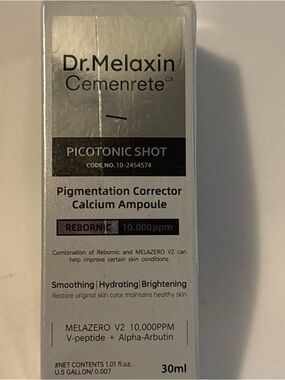 Dr.Melaxin
Cemenrete CX
PICOTONIC SHOT
CODE NO. 10-2454574
Pigmentation Corrector
Calcium Ampoule
REBORNIC 10.000ppm
Combination of Rebornic and MELAZERO V2 can
help improve certain skin conditions.
Smoothing|Hydrating|Brightening
Restore original skin color maintains healthy skin
MELAZERO V2 10,000PPM
V-peptide + Alpha-Arbutin
#NET CONTENTS 1.01 fl.oz.
U.S GALLON/ 0.007
30ml